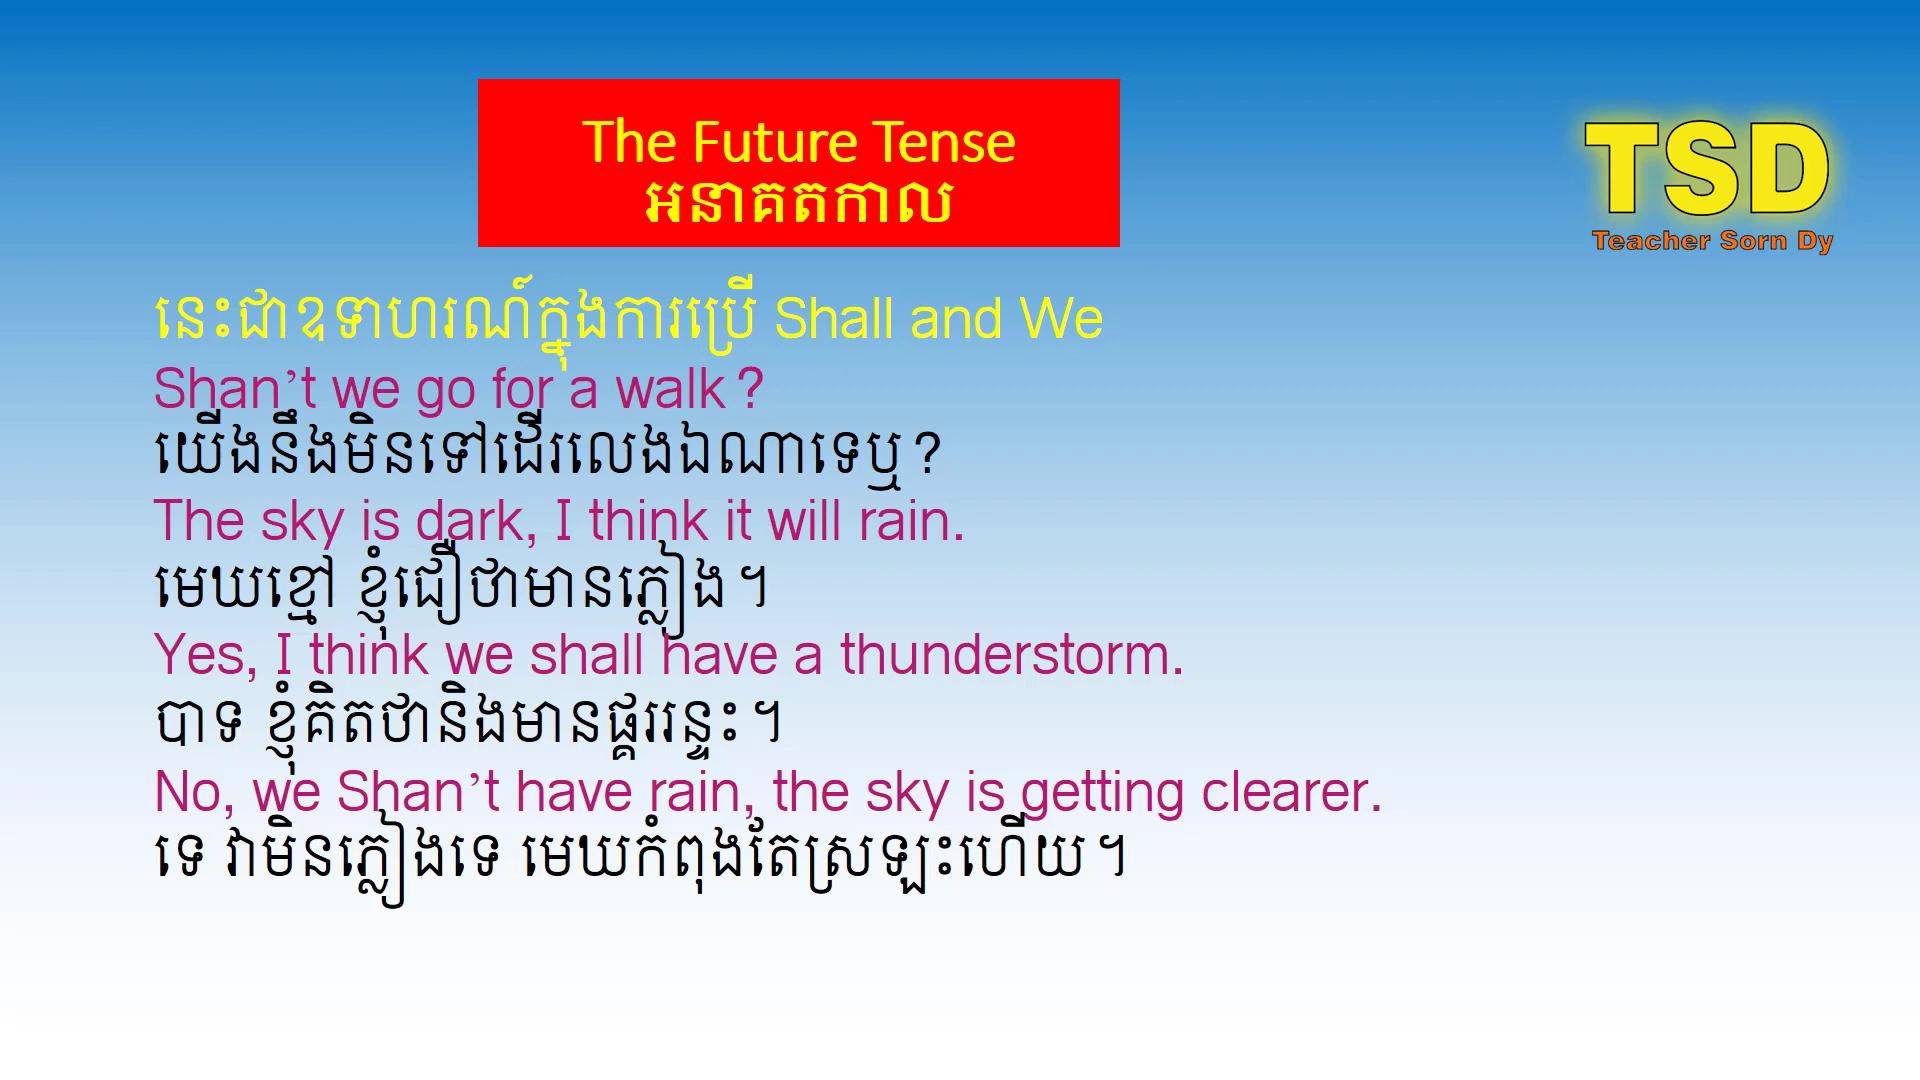 The Future Tense
អនាគតកាល
TSD
Teacher Sorn Dy
នេះជាឧទាហរណ៍ក្នុងការប្រើ Shall and We
Shan’t we go for a walk?
យើងនឹងមិនទៅដើរលេងឯណាទេឬ?
The sky is dark, I think it will rain.
មេឃខ្មៅ ខ្ញុំជឿថាមានភ្លៀង។
Yes, I think we shall have a thunderstorm.
បាទ ខ្ញុំគិតថានិងមានផ្គររន្ទះ។
No, we Shan’t have rain, the sky is getting clearer.
ទេ វាមិនភ្លៀងទេ មេឃកំពុងតែស្រឡះហើយ។